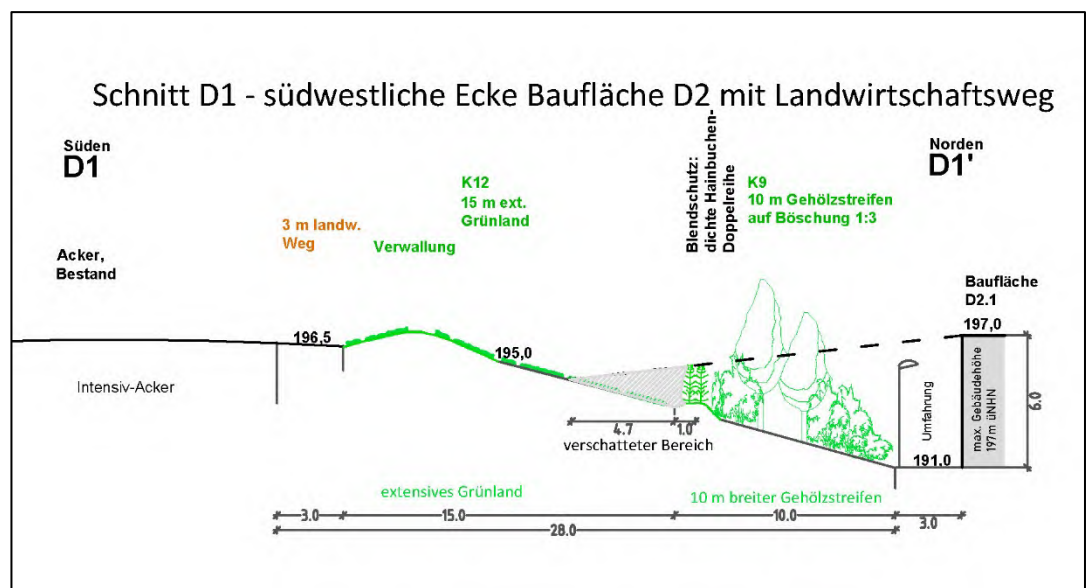 Schnitt D1 - südwestliche Ecke Baufläche D2 mit Landwirtschaftsweg
Süden
D1
Norden
D1'
K12
15 m ext.
Grünland
Blendschutz:
dichte Hainbuchen-
Doppelreihe
K9
10 m Gehölzstreifen
auf Böschung 1:3
3 m landw.
Weg
Verwallung
Acker,
Bestand
Baufläche
D2.1
196,5
195,0
197,0
Intensiv-Acker
Umfahrung
max. Gebäudehöhe
197m üNHN
6.0
4.7
1.0
verschatteter Bereich
191,0
extensives Grünland
10 m breiter Gehölzstreifen
3.0
15.0
10.0
3.0
28.0